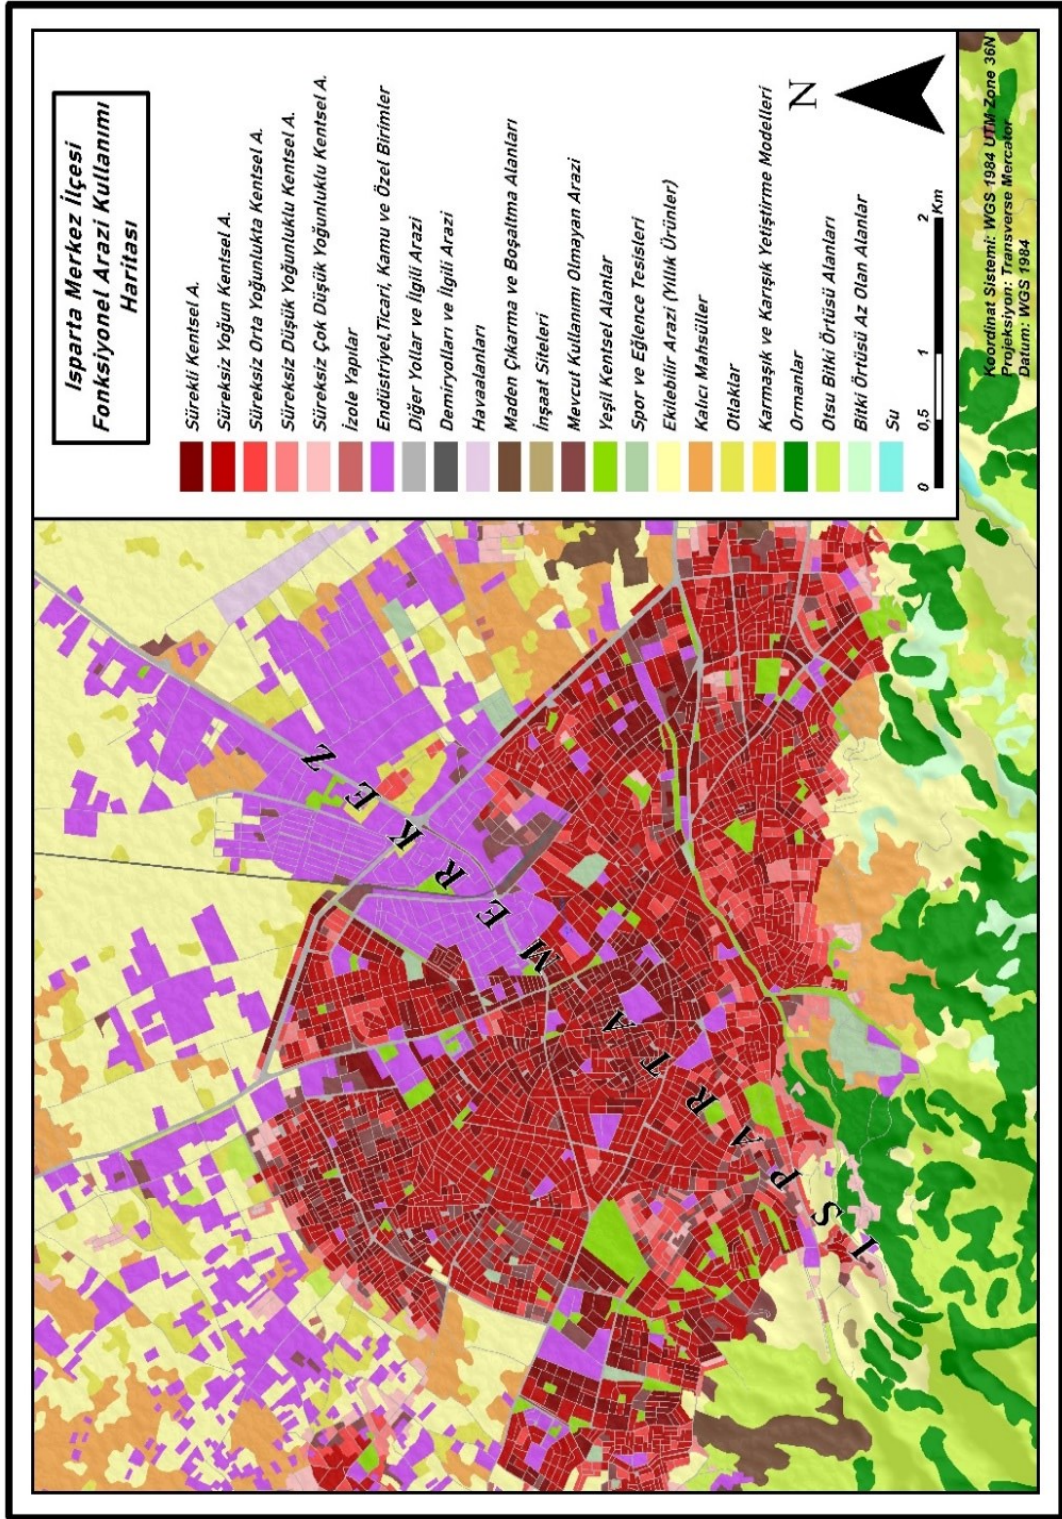 Isparta Merkez İlçesi
Fonksiyonel Arazi Kullanımı
Haritası
Sürekli Kentsel A.
Süreksiz Yoğun Kentsel A.
Süreksiz Orta Yoğunlukta Kentsel A.
Süreksiz Düşük Yoğunluklu Kentsel A.
Süreksiz Çok Düşük Yoğunluklu Kentsel A.
İzole Yapılar
Endüstriyel,Ticari, Kamu ve Özel Birimler
Diğer Yollar ve İlgili Arazi
Demiryolları ve İlgili Arazi
Havaalanları
Maden Çıkarma ve Boşaltma Alanları
İnşaat Siteleri
Mevcut Kullanımı Olmayan Arazi
Yeşil Kentsel Alanlar
Spor ve Eğlence Tesisleri
Ekilebilir Arazi (Yıllık Ürünler)
Kalıcı Mahsüller
Otlaklar
Karmaşık ve Karışık Yetiştirme Modelleri
Ormanlar
Otsu Bitki Örtüsü Alanları
Bitki Örtüsü Az Olan Alanlar
Su
N
0 0,5 1 2
Km
Koordinat Sistemi: WGS 1984 UTM Zone 36N
Projeksiyon: Transverse Mercator
Datum: WGS 1984
ISPARTA MERKEZ